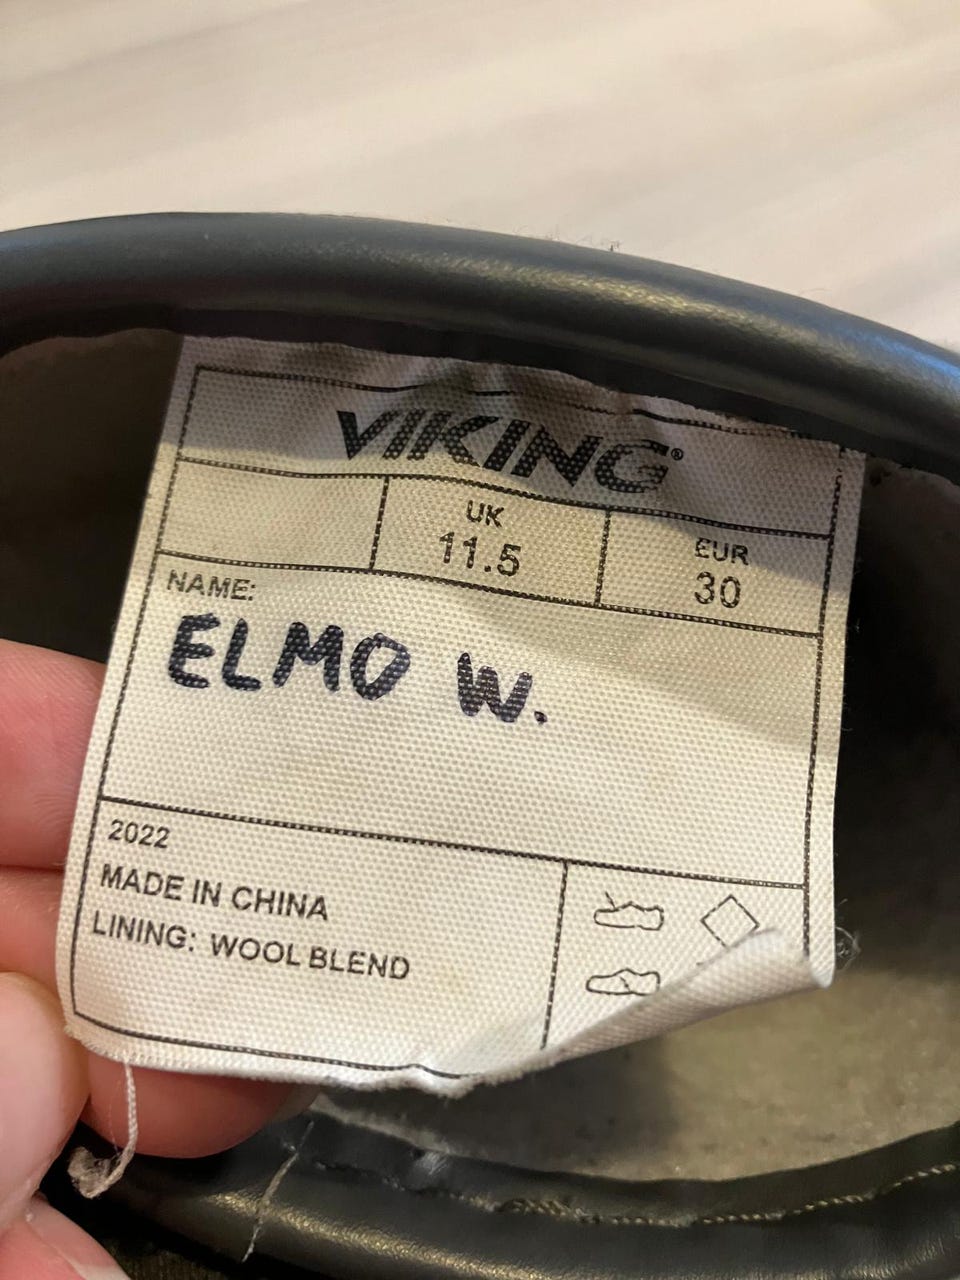 VIKING®
UK
11.5
EUR
30
NAME:
ELMO W.
2022
MADE IN CHINA
LINING: WOOL BLEND